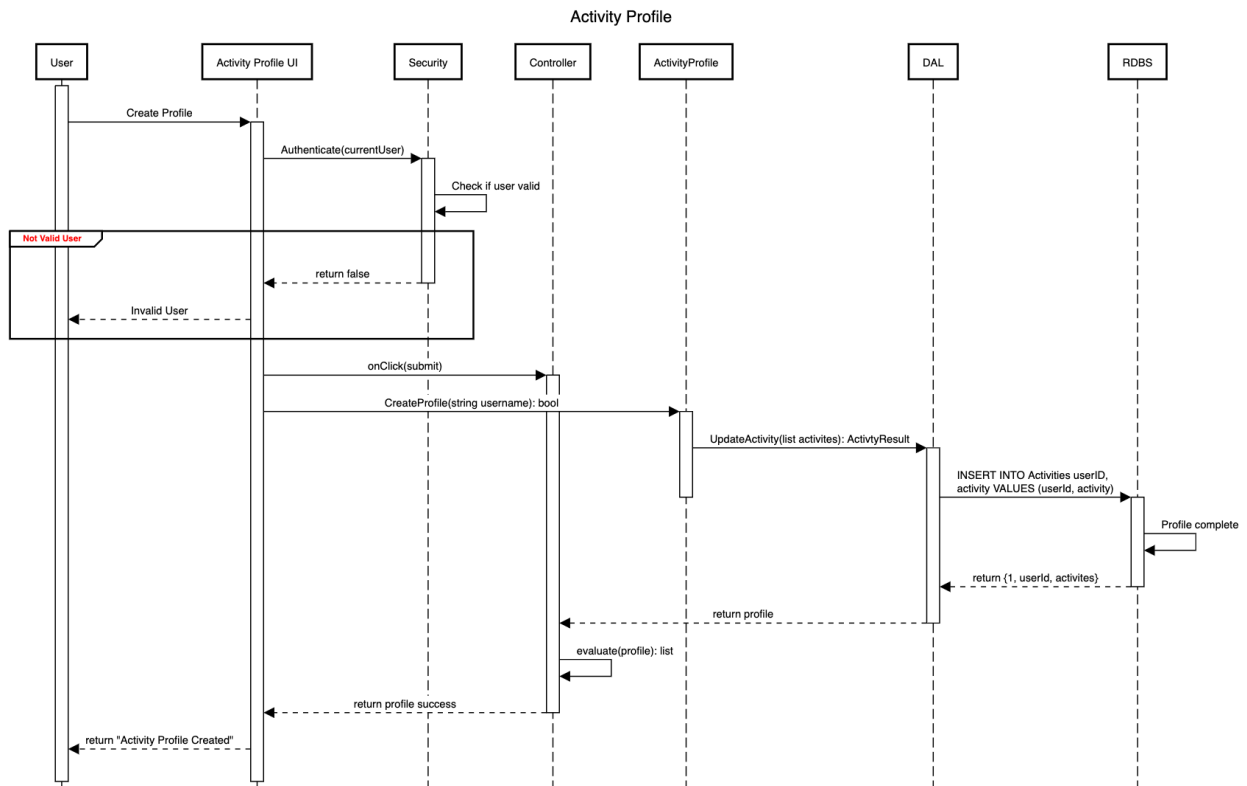 Activity Profile
User
Activity Profile UI
Security
Controller
ActivityProfile
DAL
RDBS
Create Profile
Authenticate(currentUser)
Check if user valid
Not Valid User
return false
Invalid User
onClick(submit)
CreateProfile(string username): bool
UpdateActivity(list activites): ActivtyResult
INSERT INTO Activities userID,
activity VALUES (userId, activity)
Profile complete
return {1, userId, activites}
return profile
evaluate(profile): list
return profile success
return "Activity Profile Created"